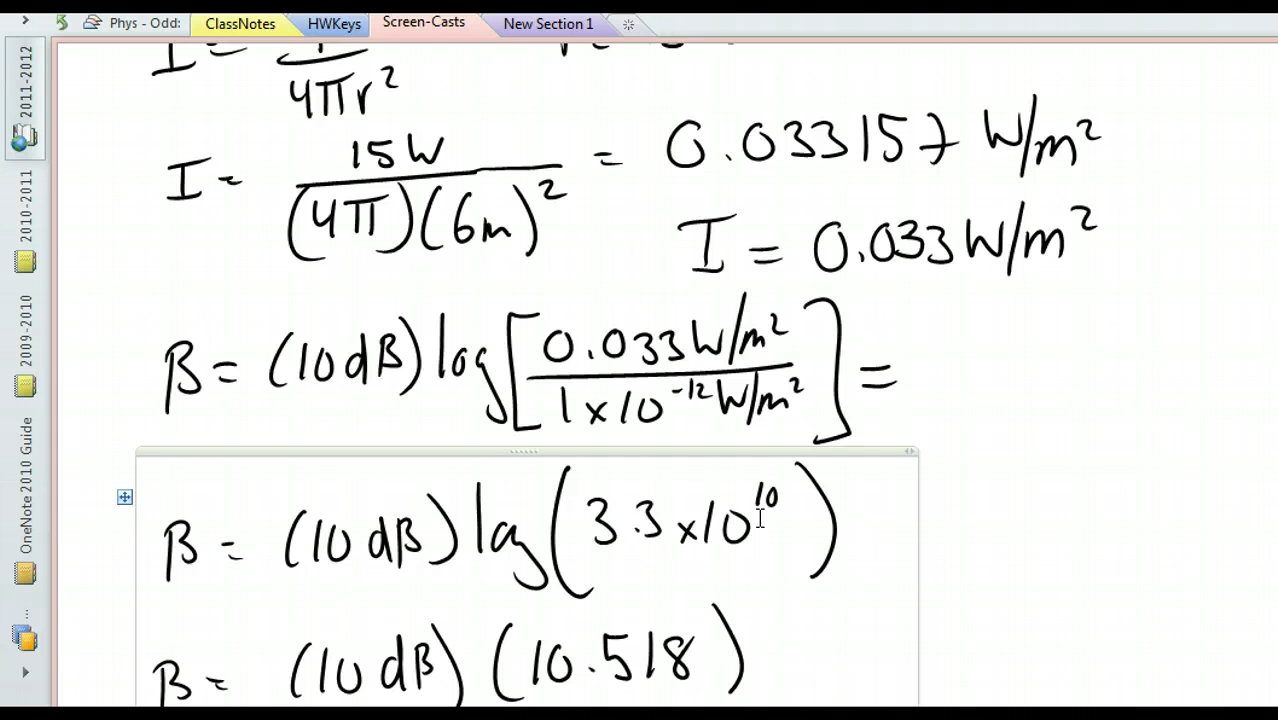 Phys - Odd: ClassNotes HWKeys Screen-Casts New Section 1
2011-2012
2010-2011
2009-2010
OneNote 2010 Guide
4πr²
I = 15W / (4π)(6m)² = 0.033157 W/m²
I = 0.033 W/m²
β = (10dB) log[0.033 W/m² / 1 x 10⁻¹² W/m²] =
β = (10dB) log(3.3 x 10¹⁰)
β = (10dB) (10.518)